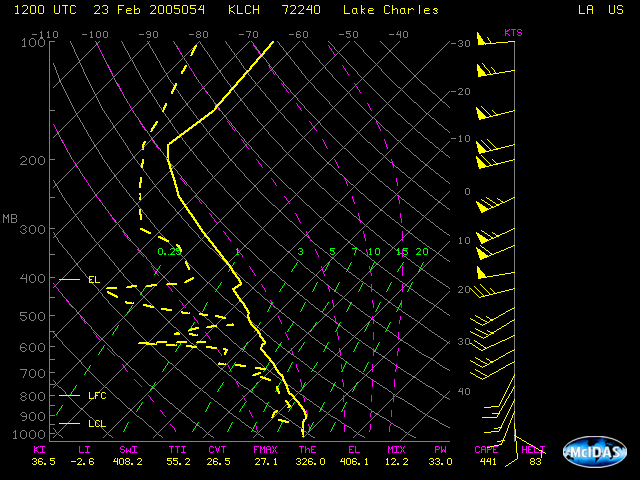 1200 UTC 23 Feb 2005054 KLCH 72240 Lake Charles LA US
-110 -100 -90 -80 -70 -60 -50 -40
KTS
100
-30
-20
-10
200
0
MB
300
10
0.25 1 3 5 7 10 15 20
400
EL
20
500
600
30
700
800
LFC
40
900
LCL
1000
KI LI SWI TTI CVT FMAX ThE EL MIX PW CAPE HELI
36.5 -2.6 408.2 55.2 26.5 27.1 326.0 406.1 12.2 33.0 441 83
McIDAS